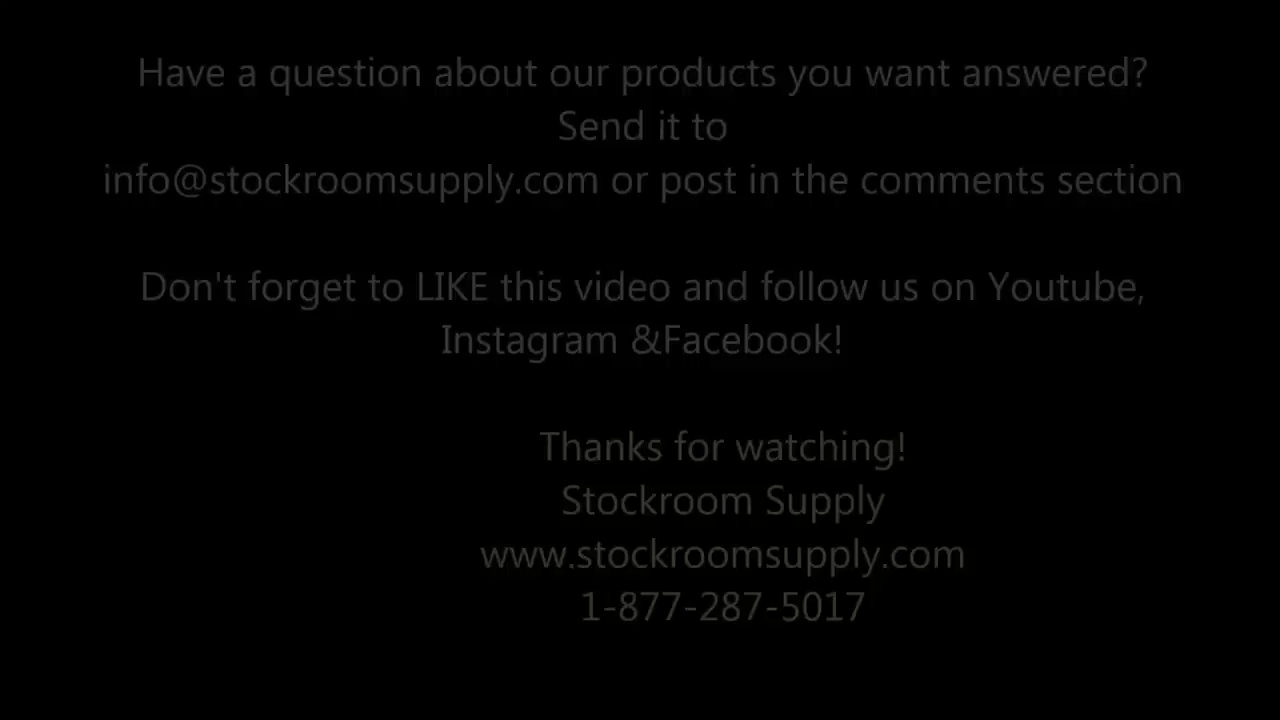 Have a question about our products you want answered?
Send it to
info@stockroomsupply.com or post in the comments section
Don't forget to LIKE this video and follow us on Youtube,
Instagram &Facebook!
Thanks for watching!
Stockroom Supply
www.stockroomsupply.com
1-877-287-5017